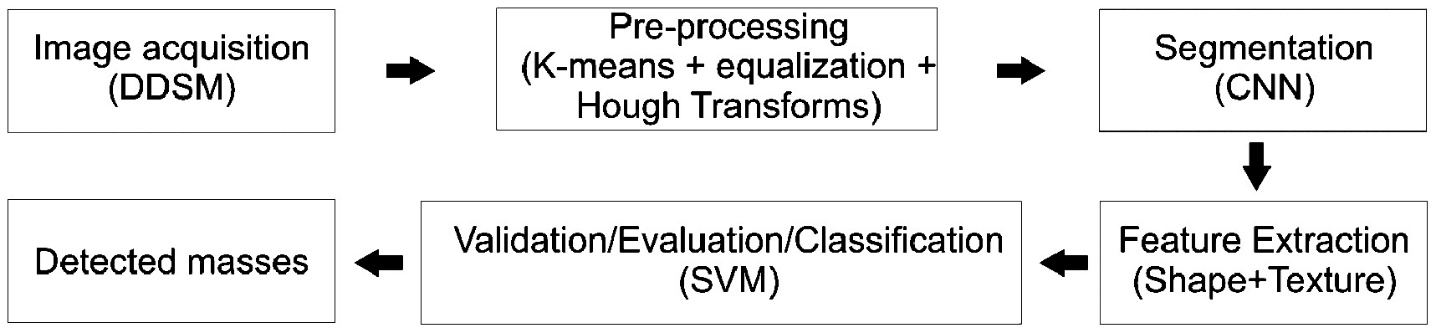 Image acquisition
(DDSM)
Pre-processing
(K-means + equalization +
Hough Transforms)
Segmentation
(CNN)
Feature Extraction
(Shape+Texture)
Validation/Evaluation/Classification
(SVM)
Detected masses